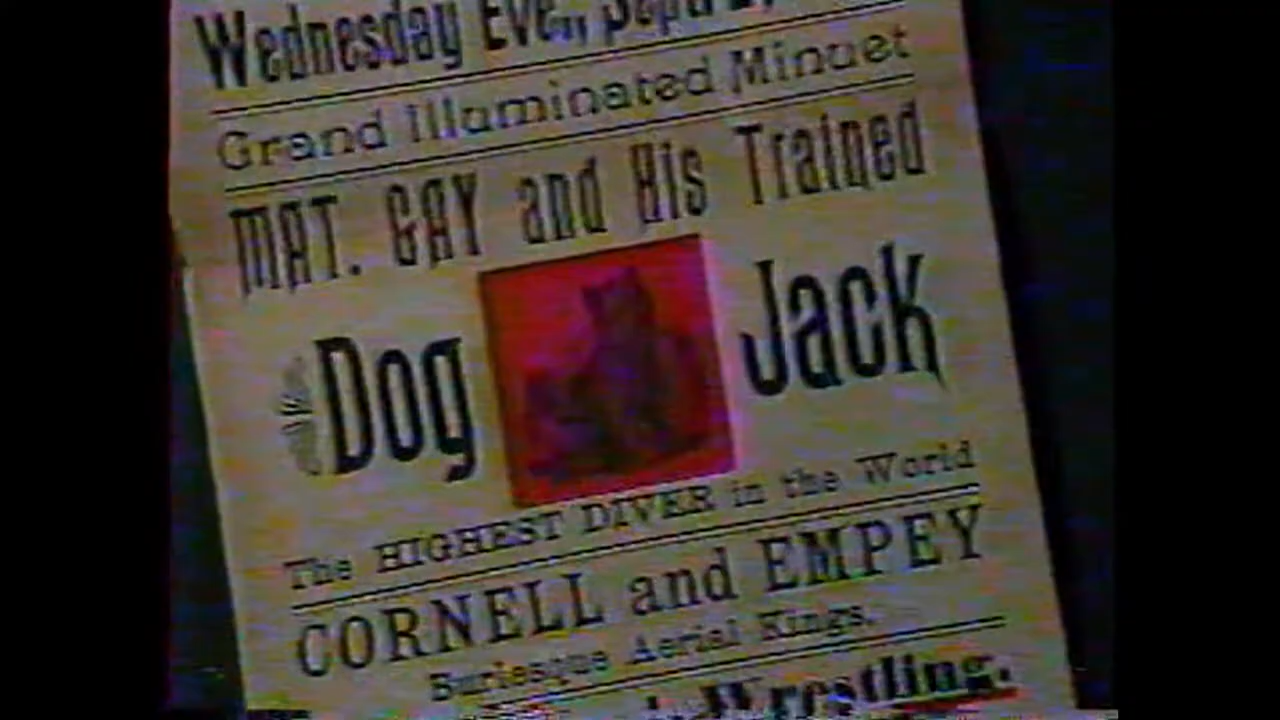 Wednesday Eve., Sept.
Grand Illuminated Minuet
MAT. GAY and His Trained
Dog Jack
The HIGHEST DIVER in the World
CORNELL and EMPEY
Burlesque Aerial Kings.
Wrestling.